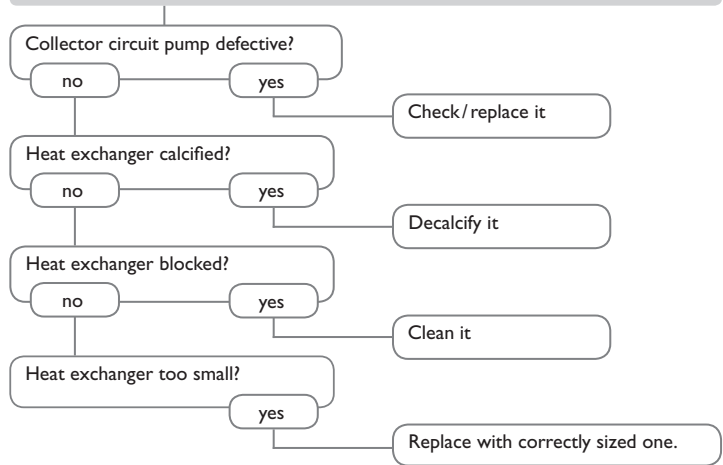 Collector circuit pump defective?
no
yes
Check/replace it
Heat exchanger calcified?
no
yes
Decalcify it
Heat exchanger blocked?
no
yes
Clean it
Heat exchanger too small?
yes
Replace with correctly sized one.